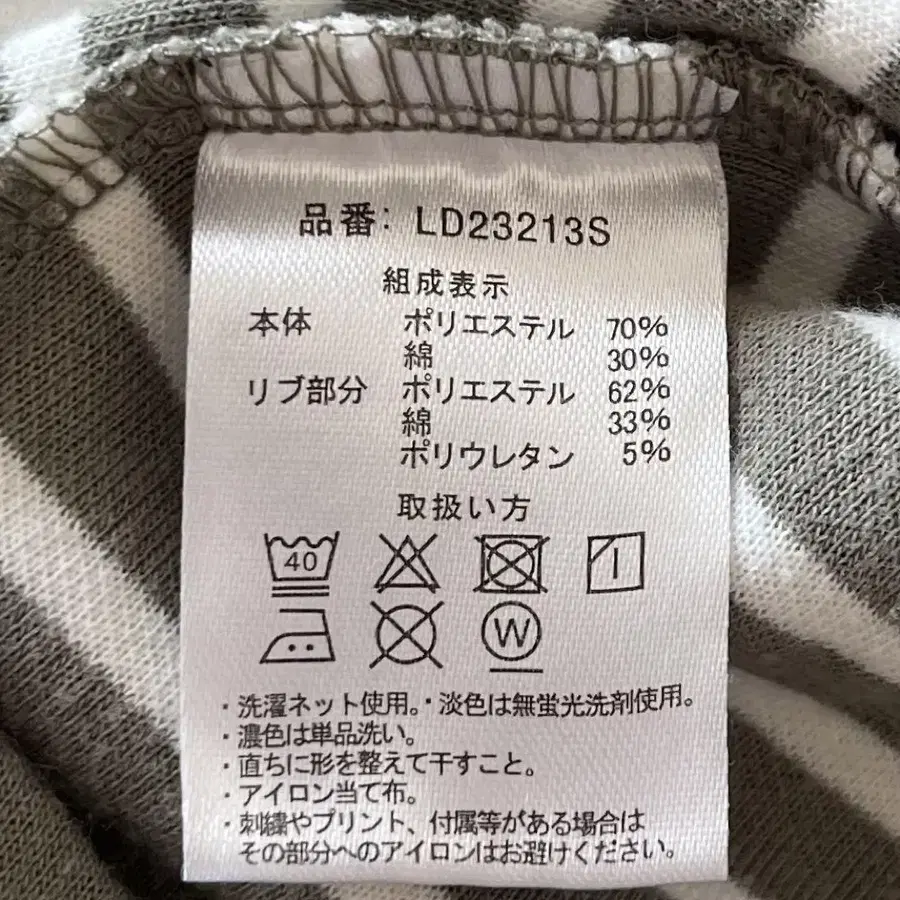 品番: LD23213S
組成表示
本体 ポリエステル 70%
綿 30%
リブ部分 ポリエステル 62%
綿 33%
ポリウレタン 5%
取扱い方
40
W
・洗濯ネット使用。・淡色は無蛍光洗剤使用。
・濃色は単品洗い。
・直ちに形を整えて干すこと。
・アイロン当て布。
・刺繍やプリント、付属等がある場合は
その部分へのアイロンはお避けください。